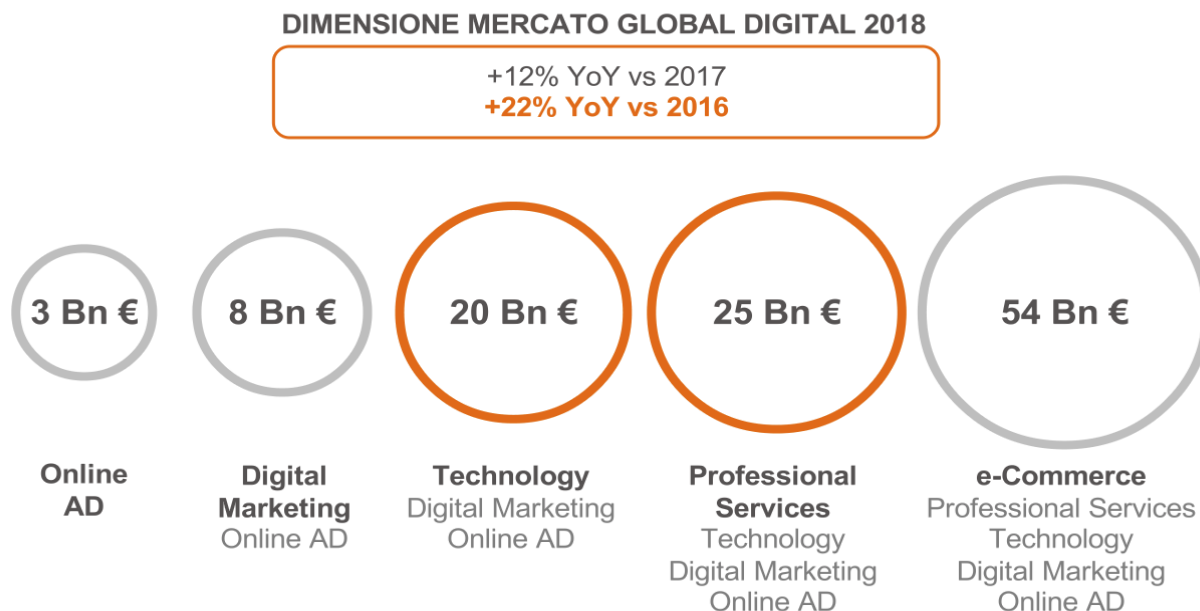 DIMENSIONE MERCATO GLOBAL DIGITAL 2018
+12% YoY vs 2017
+22% YoY vs 2016
3 Bn €
8 Bn €
20 Bn €
25 Bn €
54 Bn €
Online
AD
Digital
Marketing
Online AD
Technology
Digital Marketing
Online AD
Professional
Services
Technology
Digital Marketing
Online AD
e-Commerce
Professional Services
Technology
Digital Marketing
Online AD